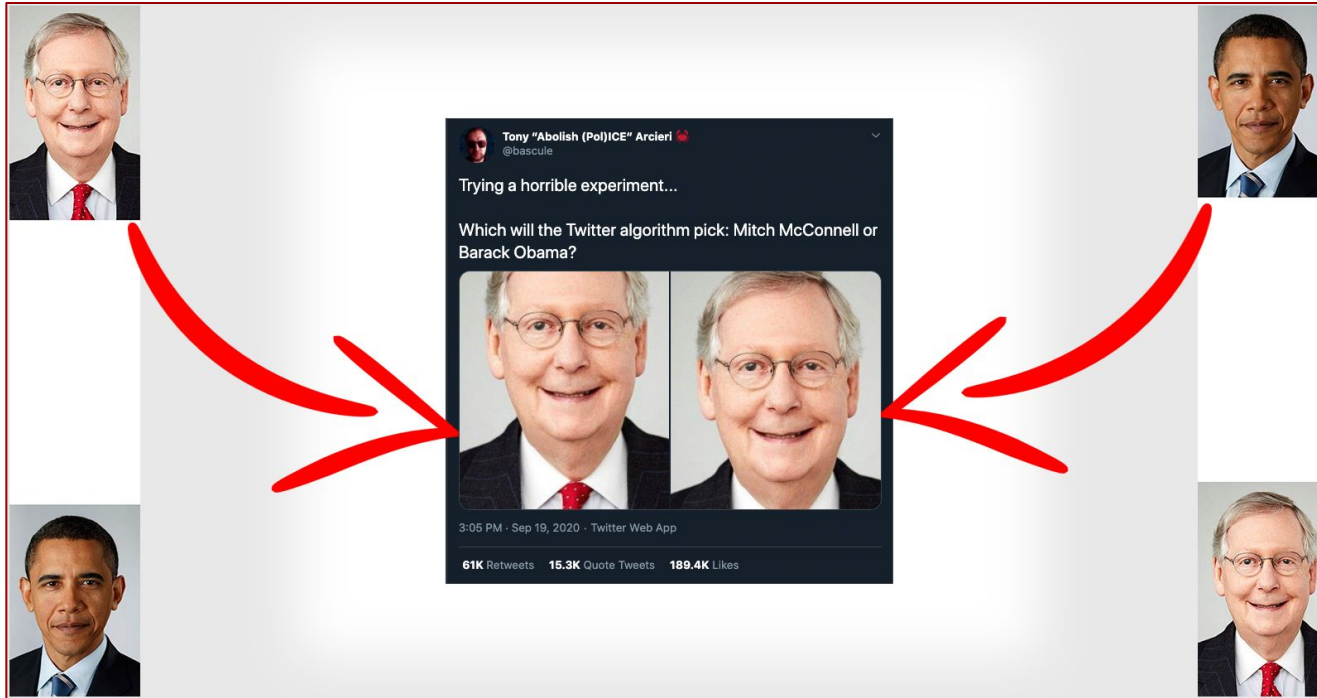 Tony “Abolish (Pol)ICE” Arcieri 🦀
@bascule
Trying a horrible experiment...
Which will the Twitter algorithm pick: Mitch McConnell or
Barack Obama?
3:05 PM · Sep 19, 2020 · Twitter Web App
61K Retweets 15.3K Quote Tweets 189.4K Likes